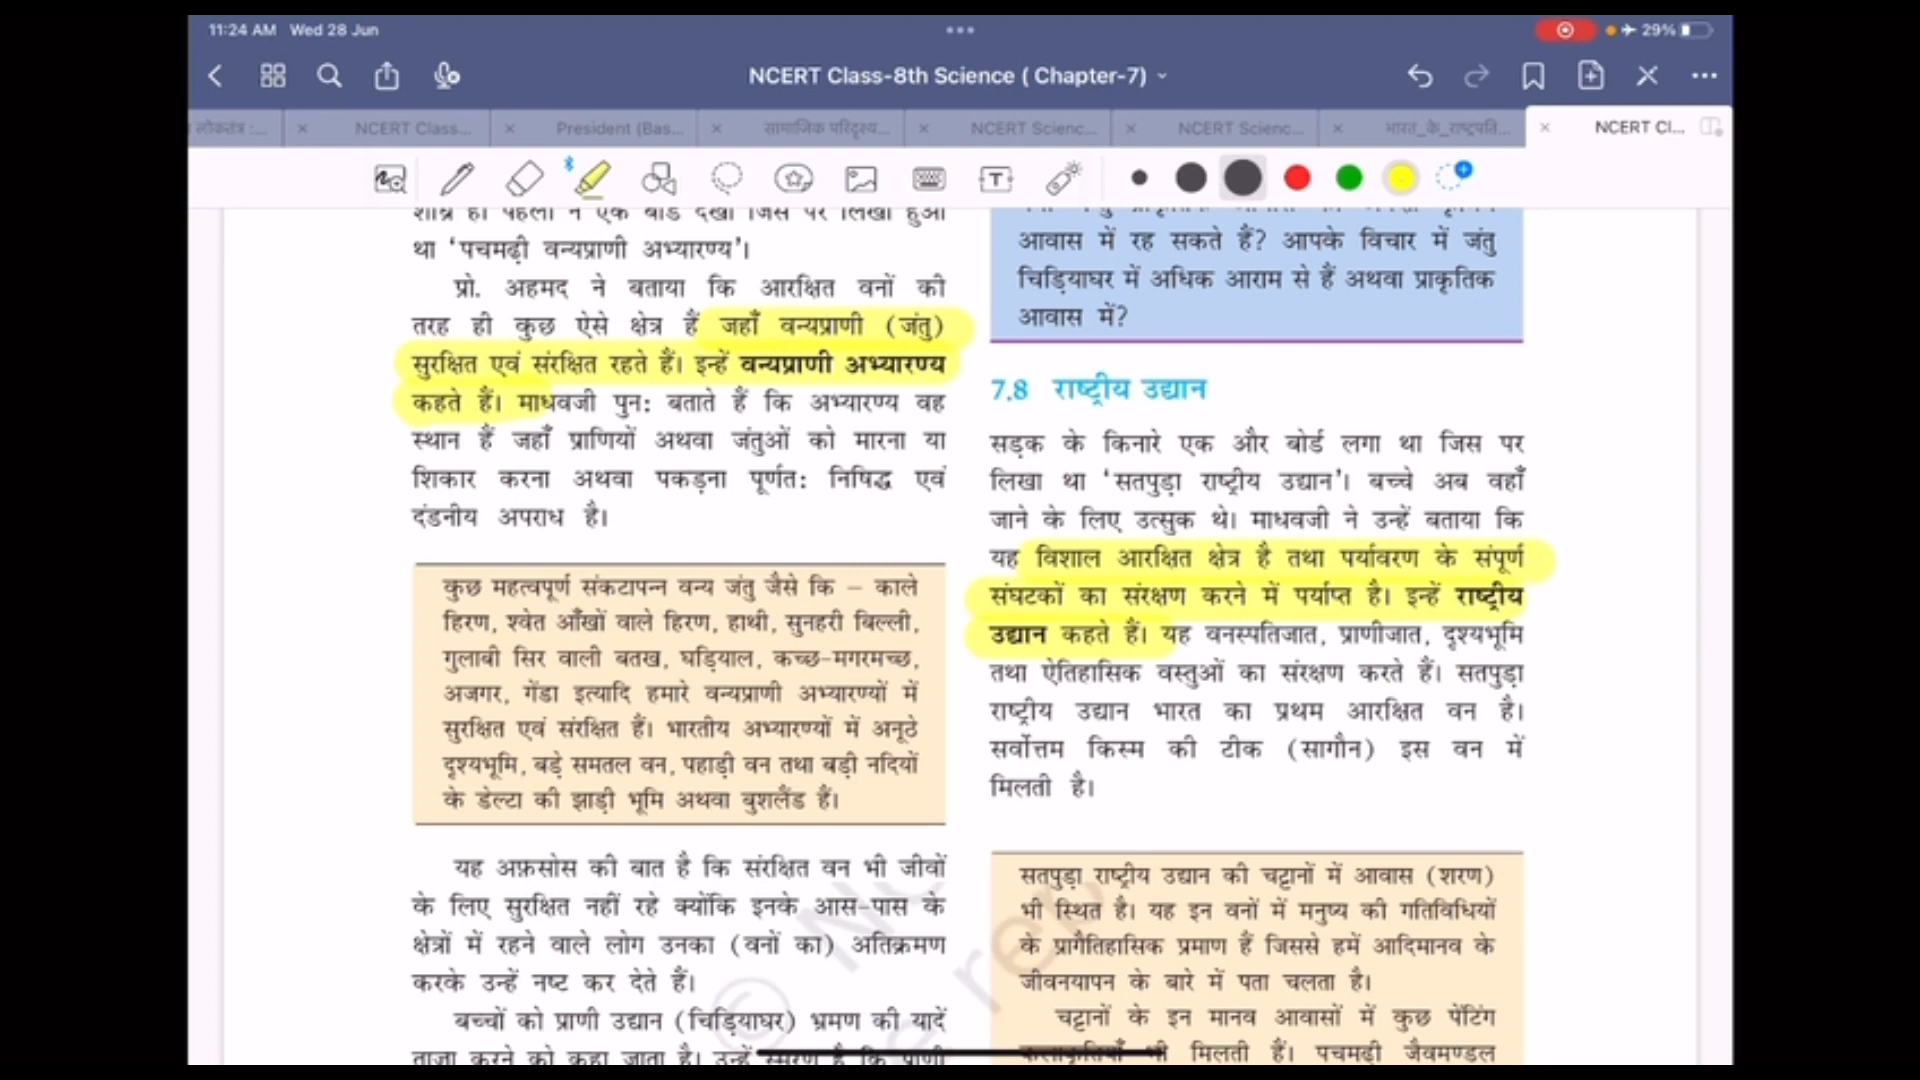 11:24 AM Wed 28 Jun
29%
NCERT Class-8th Science ( Chapter-7)
लोकतंत्र :...
NCERT Class...
President (Bas...
सामाजिक परिदृश्य...
NCERT Scienc...
NCERT Scienc...
भारत_के_राष्ट्रपति...
NCERT Cl...
था ‘पचमढ़ी वन्यप्राणी अभ्यारण्य’।
प्रो. अहमद ने बताया कि आरक्षित वनों की
तरह ही कुछ ऐसे क्षेत्र हैं जहाँ वन्यप्राणी (जंतु)
सुरक्षित एवं संरक्षित रहते हैं। इन्हें वन्यप्राणी अभ्यारण्य
कहते हैं। माधवजी पुन: बताते हैं कि अभ्यारण्य वह
स्थान हैं जहाँ प्राणियों अथवा जंतुओं को मारना या
शिकार करना अथवा पकड़ना पूर्णत: निषिद्ध एवं
दंडनीय अपराध है।
कुछ महत्वपूर्ण संकटापन्न वन्य जंतु जैसे कि – काले
हिरण, श्वेत आँखों वाले हिरण, हाथी, सुनहरी बिल्ली,
गुलाबी सिर वाली बतख, घड़ियाल, कच्छ-मगरमच्छ,
अजगर, गेंडा इत्यादि हमारे वन्यप्राणी अभ्यारण्यों में
सुरक्षित एवं संरक्षित हैं। भारतीय अभ्यारण्यों में अनूठे
दृश्यभूमि, बड़े समतल वन, पहाड़ी वन तथा बड़ी नदियों
के डेल्टा की झाड़ी भूमि अथवा बुशलैंड हैं।
यह अफ़सोस की बात है कि संरक्षित वन भी जीवों
के लिए सुरक्षित नहीं रहे क्योंकि इनके आस-पास के
क्षेत्रों में रहने वाले लोग उनका (वनों का) अतिक्रमण
करके उन्हें नष्ट कर देते हैं।
बच्चों को प्राणी उद्यान (चिड़ियाघर) भ्रमण की यादें
ताज़ा करने को कहा जाता है। उन्हें स्मरण है कि प्राणी
आवास में रह सकते हैं? आपके विचार में जंतु
चिड़ियाघर में अधिक आराम से हैं अथवा प्राकृतिक
आवास में?
7.8 राष्ट्रीय उद्यान
सड़क के किनारे एक और बोर्ड लगा था जिस पर
लिखा था ‘सतपुड़ा राष्ट्रीय उद्यान’। बच्चे अब वहाँ
जाने के लिए उत्सुक थे। माधवजी ने उन्हें बताया कि
यह विशाल आरक्षित क्षेत्र है तथा पर्यावरण के संपूर्ण
संघटकों का संरक्षण करने में पर्याप्त है। इन्हें राष्ट्रीय
उद्यान कहते हैं। यह वनस्पतिजात, प्राणीजात, दृश्यभूमि
तथा ऐतिहासिक वस्तुओं का संरक्षण करते हैं। सतपुड़ा
राष्ट्रीय उद्यान भारत का प्रथम आरक्षित वन है।
सर्वोत्तम किस्म की टीक (सागौन) इस वन में
मिलती है।
सतपुड़ा राष्ट्रीय उद्यान की चट्टानों में आवास (शरण)
भी स्थित है। यह इन वनों में मनुष्य की गतिविधियों
के प्रागैतिहासिक प्रमाण हैं जिससे हमें आदिमानव के
जीवनयापन के बारे में पता चलता है।
चट्टानों के इन मानव आवासों में कुछ पेंटिंग
कलाकृतियाँ भी मिलती हैं। पचमढ़ी जैवमण्डल